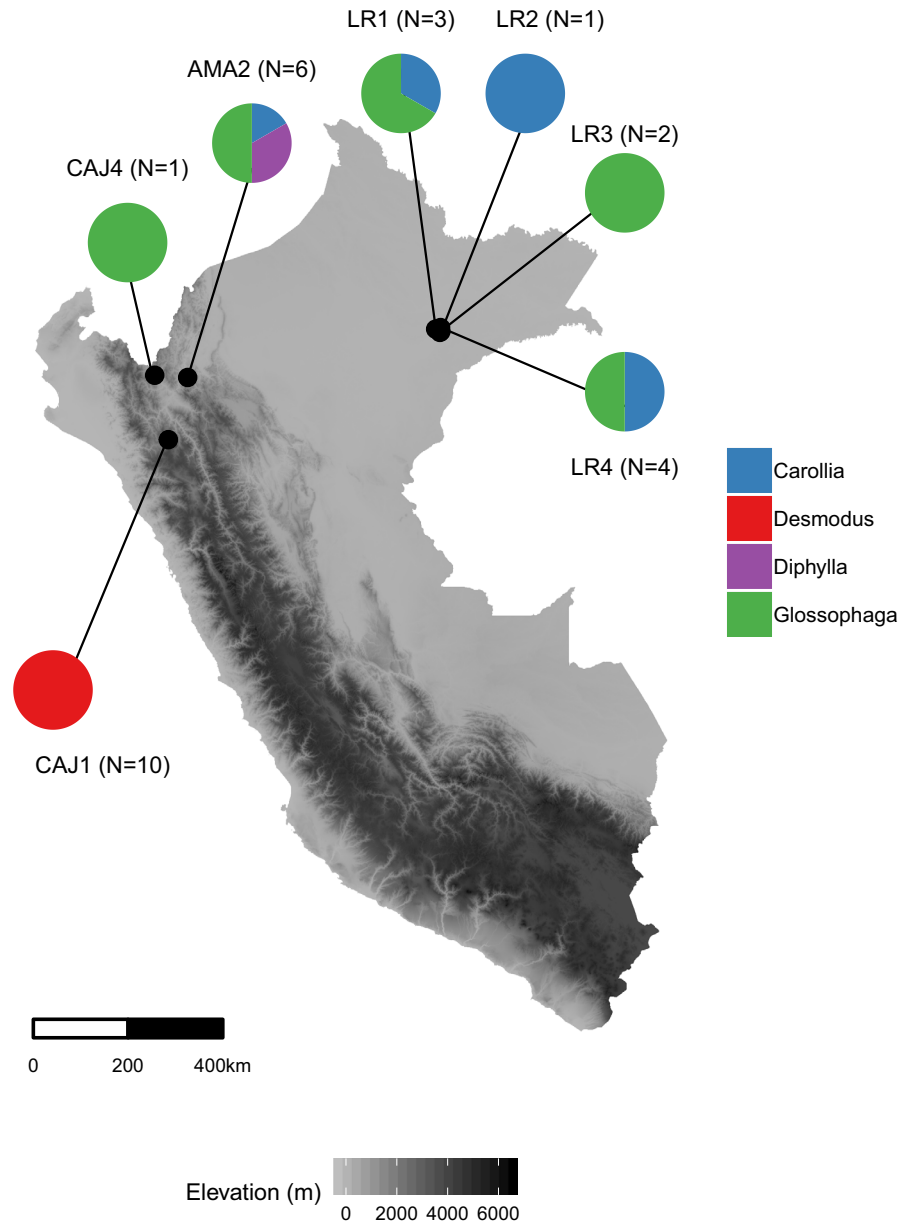 LR1 (N=3)
LR2 (N=1)
AMA2 (N=6)
LR3 (N=2)
CAJ4 (N=1)
LR4 (N=4)
Carollia
Desmodus
Diphylla
Glossophaga
CAJ1 (N=10)
0 200 400km
Elevation (m)
0 2000 4000 6000